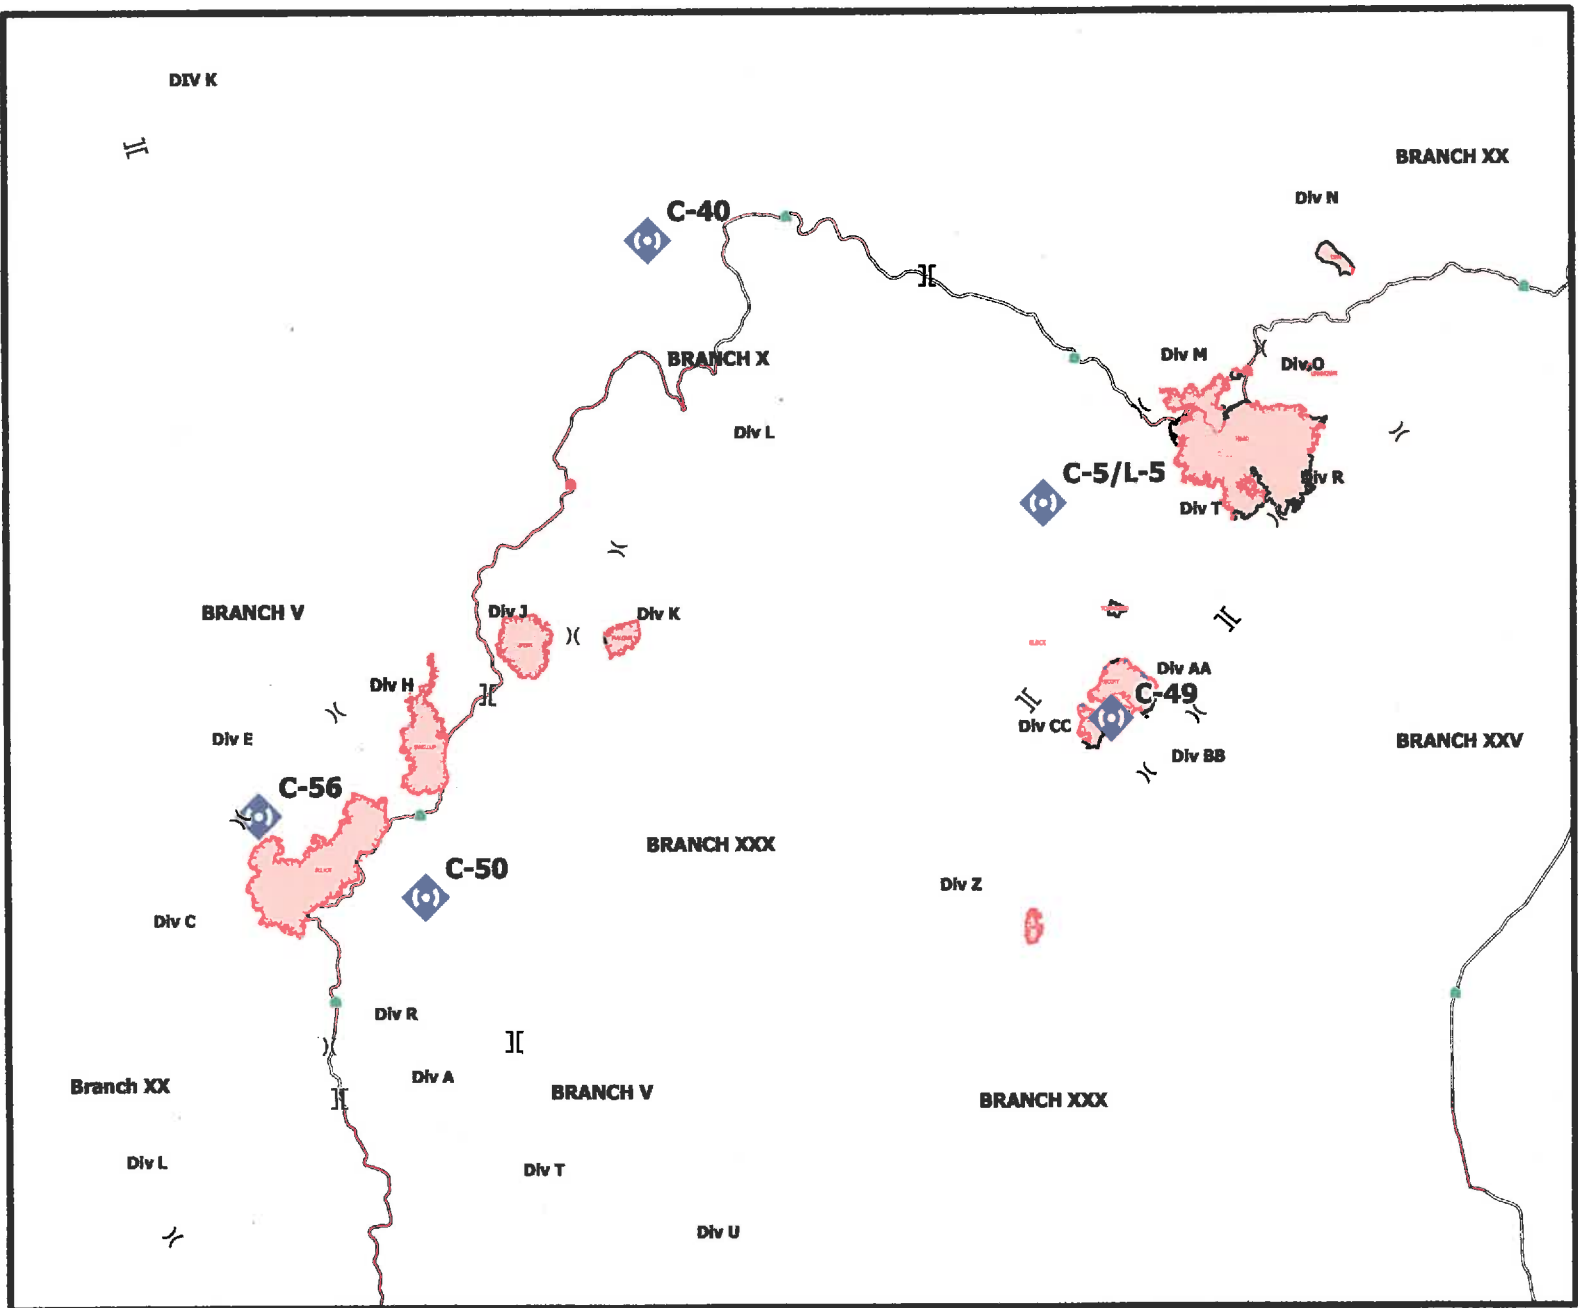 DIV K
BRANCH XX
Div N
C-40
BRANCH X
Div M
Div O
Div L
C-5/L-5
Div R
Div T
BRANCH V
Div J
Div K
Div H
Div AA
C-49
Div CC
Div E
BRANCH XXV
Div BB
C-56
BRANCH XXX
C-50
Div Z
Div C
Div R
Div A
Branch XX
BRANCH V
BRANCH XXX
Div L
Div T
Div U